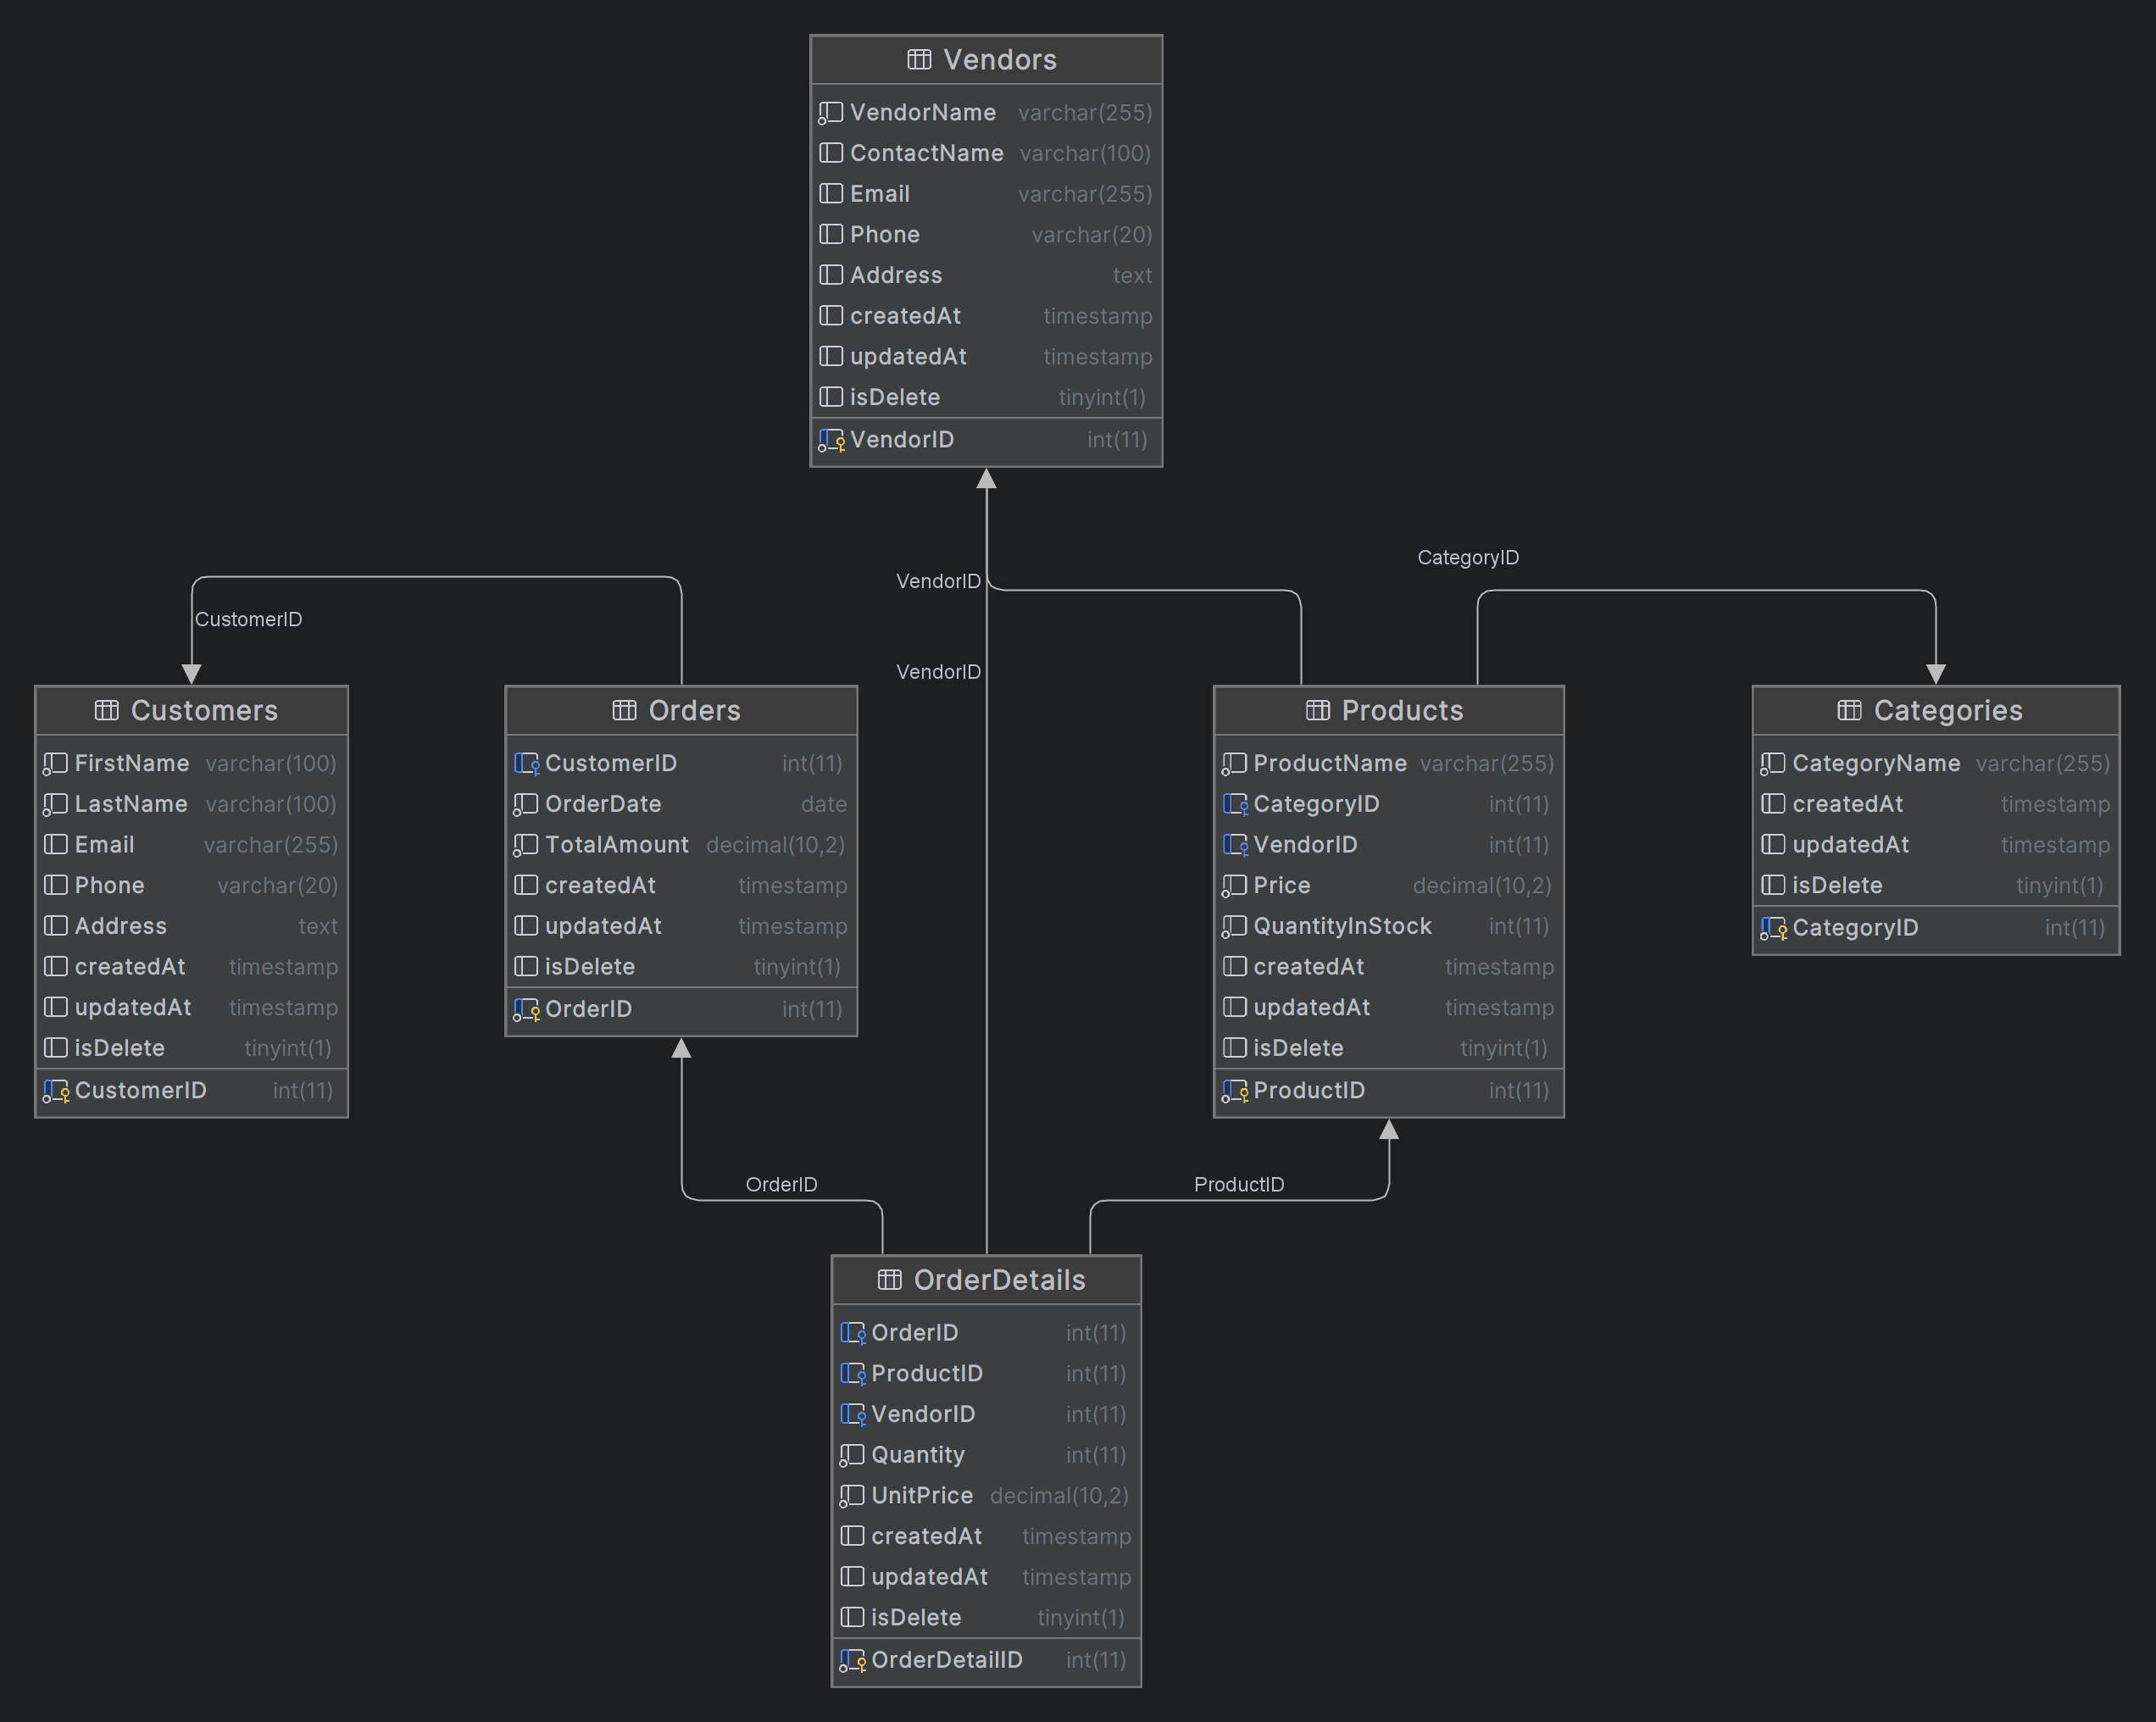 Vendors
VendorName varchar(255)
ContactName varchar(100)
Email varchar(255)
Phone varchar(20)
Address text
createdAt timestamp
updatedAt timestamp
isDelete tinyint(1)
VendorID int(11)
CategoryID
VendorID
CustomerID
VendorID
Customers
FirstName varchar(100)
LastName varchar(100)
Email varchar(255)
Phone varchar(20)
Address text
createdAt timestamp
updatedAt timestamp
isDelete tinyint(1)
CustomerID int(11)
Orders
CustomerID int(11)
OrderDate date
TotalAmount decimal(10,2)
createdAt timestamp
updatedAt timestamp
isDelete tinyint(1)
OrderID int(11)
Products
ProductName varchar(255)
CategoryID int(11)
VendorID int(11)
Price decimal(10,2)
QuantityInStock int(11)
createdAt timestamp
updatedAt timestamp
isDelete tinyint(1)
ProductID int(11)
Categories
CategoryName varchar(255)
createdAt timestamp
updatedAt timestamp
isDelete tinyint(1)
CategoryID int(11)
OrderID
ProductID
OrderDetails
OrderID int(11)
ProductID int(11)
VendorID int(11)
Quantity int(11)
UnitPrice decimal(10,2)
createdAt timestamp
updatedAt timestamp
isDelete tinyint(1)
OrderDetailID int(11)